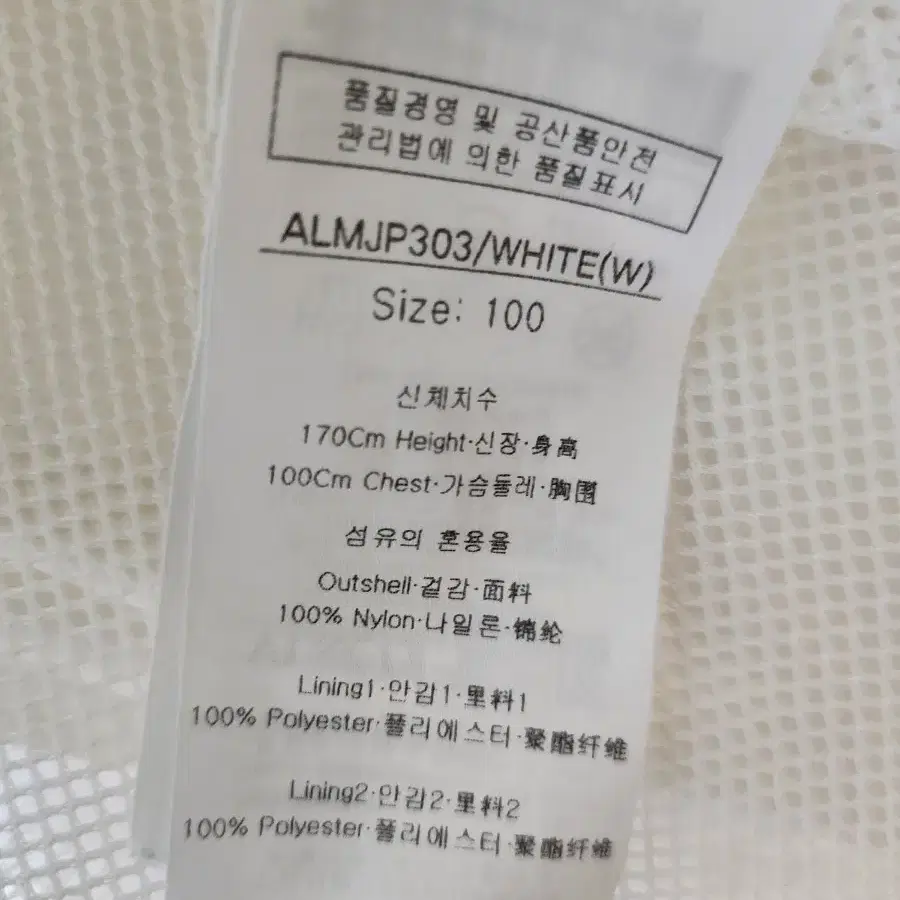 품질경영 및 공산품안전
관리법에 의한 품질표시
ALMJP303/WHITE(W)
Size: 100
신체치수
170Cm Height·신장·身高
100Cm Chest·가슴둘레·胸围
섬유의 혼용율
Outshell·겉감·面料
100% Nylon·나일론·锦纶
Lining1·안감1·里料1
100% Polyester·폴리에스터·聚酯纤维
Lining2·안감2·里料2
100% Polyester·폴리에스터·聚酯纤维